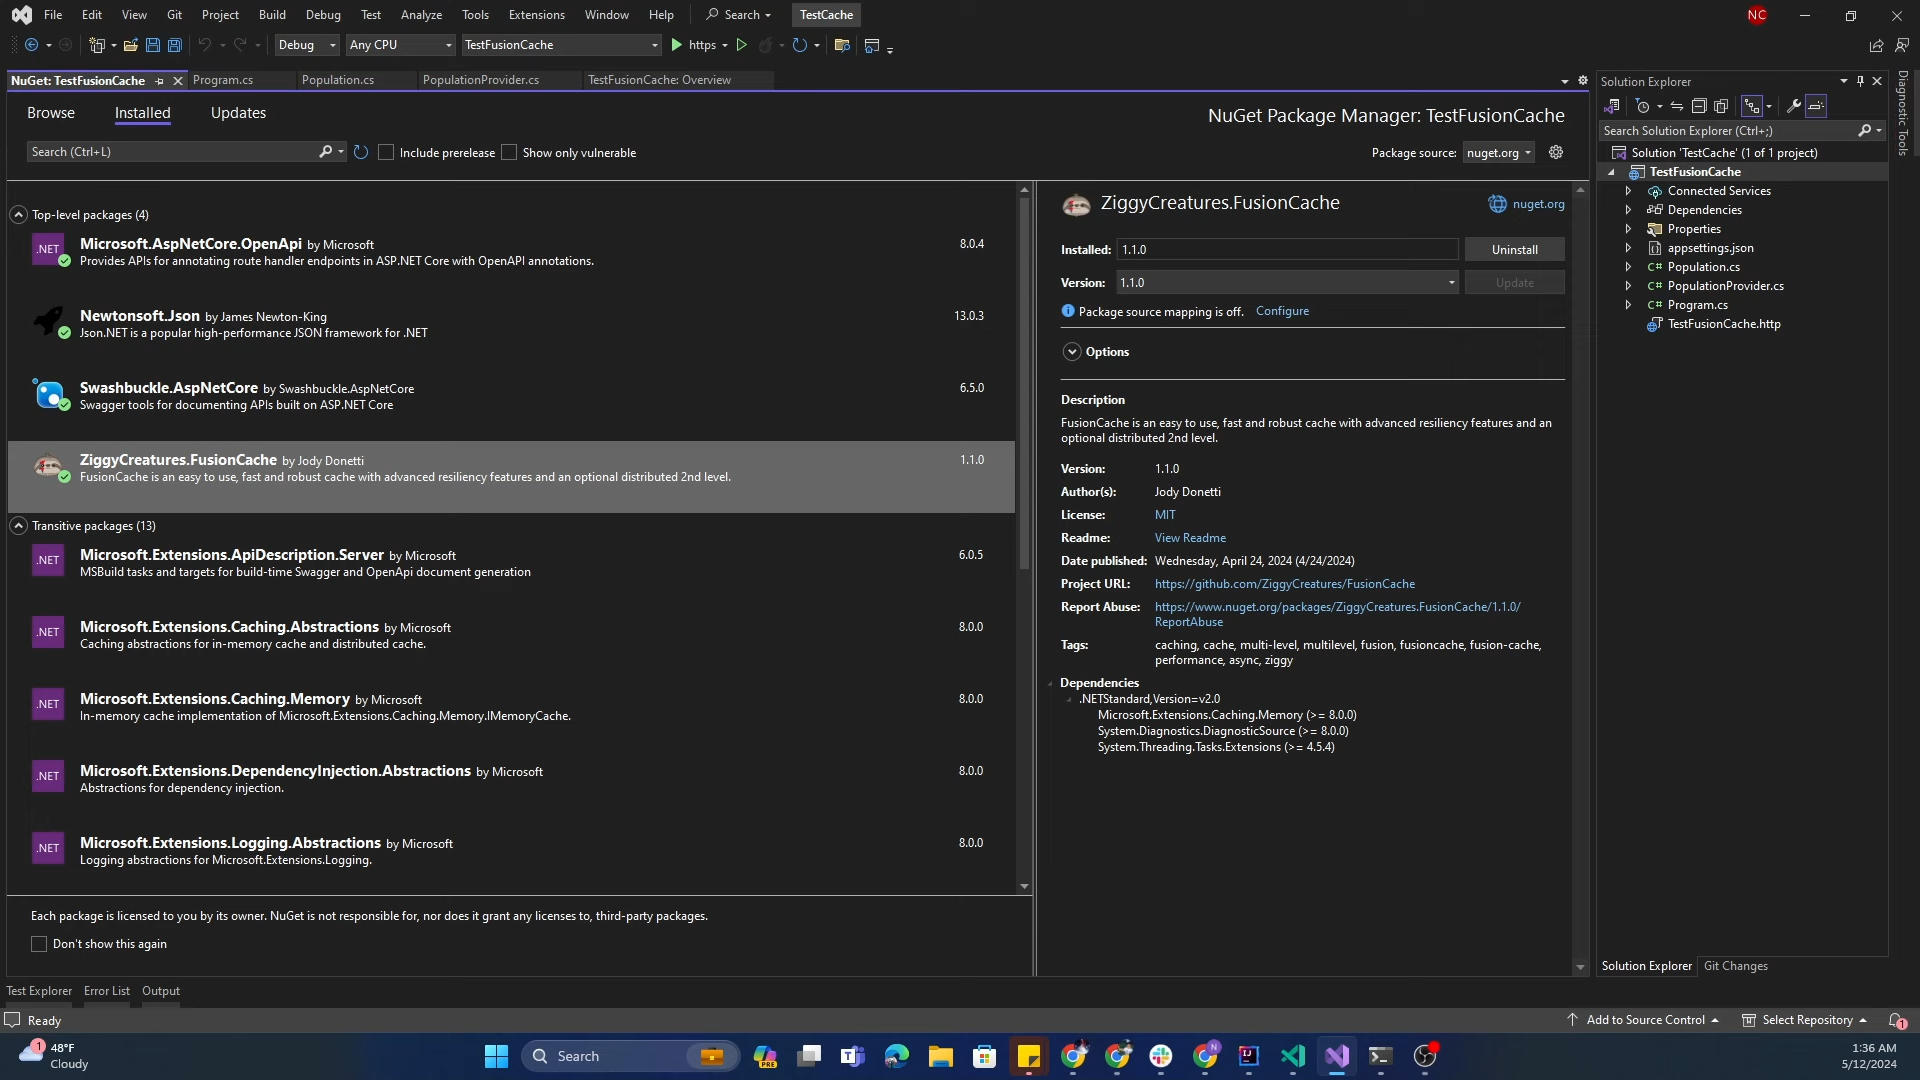 File Edit View Git Project Build Debug Test Analyze Tools Extensions Window Help Search TestCache NC
Debug Any CPU TestFusionCache https
NuGet: TestFusionCache Program.cs Population.cs PopulationProvider.cs TestFusionCache: Overview
Browse Installed Updates
NuGet Package Manager: TestFusionCache
Search (Ctrl+L) Include prerelease Show only vulnerable
Package source: nuget.org
Top-level packages (4)
.NET Microsoft.AspNetCore.OpenApi by Microsoft 8.0.4
Provides APIs for annotating route handler endpoints in ASP.NET Core with OpenAPI annotations.
Newtonsoft.Json by James Newton-King 13.0.3
Json.NET is a popular high-performance JSON framework for .NET
Swashbuckle.AspNetCore by Swashbuckle.AspNetCore 6.5.0
Swagger tools for documenting APIs built on ASP.NET Core
ZiggyCreatures.FusionCache by Jody Donetti 1.1.0
FusionCache is an easy to use, fast and robust cache with advanced resiliency features and an optional distributed 2nd level.
Transitive packages (13)
.NET Microsoft.Extensions.ApiDescription.Server by Microsoft 6.0.5
MSBuild tasks and targets for build-time Swagger and OpenApi document generation
.NET Microsoft.Extensions.Caching.Abstractions by Microsoft 8.0.0
Caching abstractions for in-memory cache and distributed cache.
.NET Microsoft.Extensions.Caching.Memory by Microsoft 8.0.0
In-memory cache implementation of Microsoft.Extensions.Caching.Memory.IMemoryCache.
.NET Microsoft.Extensions.DependencyInjection.Abstractions by Microsoft 8.0.0
Abstractions for dependency injection.
.NET Microsoft.Extensions.Logging.Abstractions by Microsoft 8.0.0
Logging abstractions for Microsoft.Extensions.Logging.
Each package is licensed to you by its owner. NuGet is not responsible for, nor does it grant any licenses to, third-party packages.
Don't show this again
ZiggyCreatures.FusionCache nuget.org
Installed: 1.1.0 Uninstall
Version: 1.1.0 Update
Package source mapping is off. Configure
Options
Description
FusionCache is an easy to use, fast and robust cache with advanced resiliency features and an
optional distributed 2nd level.
Version: 1.1.0
Author(s): Jody Donetti
License: MIT
Readme: View Readme
Date published: Wednesday, April 24, 2024 (4/24/2024)
Project URL: https://github.com/ZiggyCreatures/FusionCache
Report Abuse: https://www.nuget.org/packages/ZiggyCreatures.FusionCache/1.1.0/
ReportAbuse
Tags: caching, cache, multi-level, multilevel, fusion, fusioncache, fusion-cache,
performance, async, ziggy
Dependencies
.NETStandard,Version=v2.0
Microsoft.Extensions.Caching.Memory (>= 8.0.0)
System.Diagnostics.DiagnosticSource (>= 8.0.0)
System.Threading.Tasks.Extensions (>= 4.5.4)
Solution Explorer
Search Solution Explorer (Ctrl+;)
Solution 'TestCache' (1 of 1 project)
TestFusionCache
Connected Services
Dependencies
Properties
appsettings.json
C# Population.cs
C# PopulationProvider.cs
C# Program.cs
TestFusionCache.http
Solution Explorer Git Changes
Diagnostic Tools
Test Explorer Error List Output
Ready
Add to Source Control Select Repository 1
1 48°F
Cloudy
Search
PRE
1:36 AM
5/12/2024